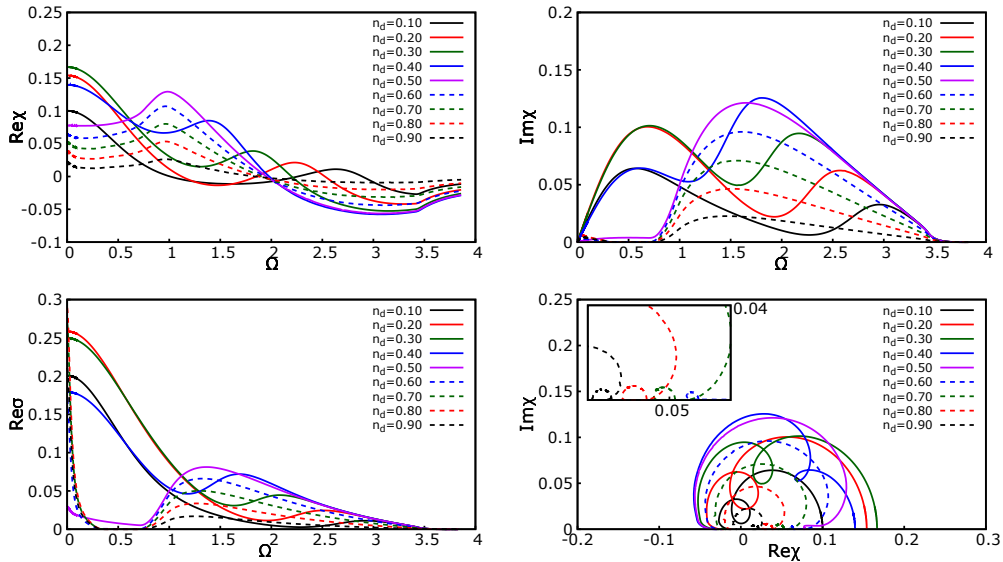 0.25
0.2
0.15
0.1
0.05
0
-0.05
-0.1
0 0.5 1 1.5 2 2.5 3 3.5 4
Reχ
Ω
n_d=0.10
n_d=0.20
n_d=0.30
n_d=0.40
n_d=0.50
n_d=0.60
n_d=0.70
n_d=0.80
n_d=0.90
0.2
0.15
0.1
0.05
0
0 0.5 1 1.5 2 2.5 3 3.5 4
Imχ
Ω
n_d=0.10
n_d=0.20
n_d=0.30
n_d=0.40
n_d=0.50
n_d=0.60
n_d=0.70
n_d=0.80
n_d=0.90
0.3
0.25
0.2
0.15
0.1
0.05
0
0 0.5 1 1.5 2 2.5 3 3.5 4
Reσ
Ω
n_d=0.10
n_d=0.20
n_d=0.30
n_d=0.40
n_d=0.50
n_d=0.60
n_d=0.70
n_d=0.80
n_d=0.90
0.25
0.2
0.15
0.1
0.05
0
-0.2 -0.1 0 0.1 0.2 0.3
Imχ
Reχ
0.04
0.05
n_d=0.10
n_d=0.20
n_d=0.30
n_d=0.40
n_d=0.50
n_d=0.60
n_d=0.70
n_d=0.80
n_d=0.90